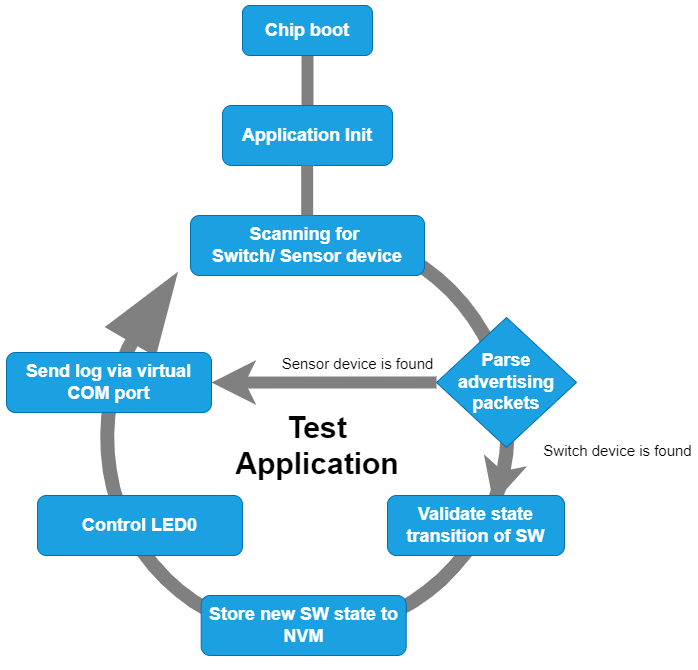 Chip boot
Application Init
Scanning for
Switch/ Sensor device
Parse
advertising
packets
Sensor device is found
Send log via virtual
COM port
Test
Application
Switch device is found
Validate state
transition of SW
Control LED0
Store new SW state to
NVM